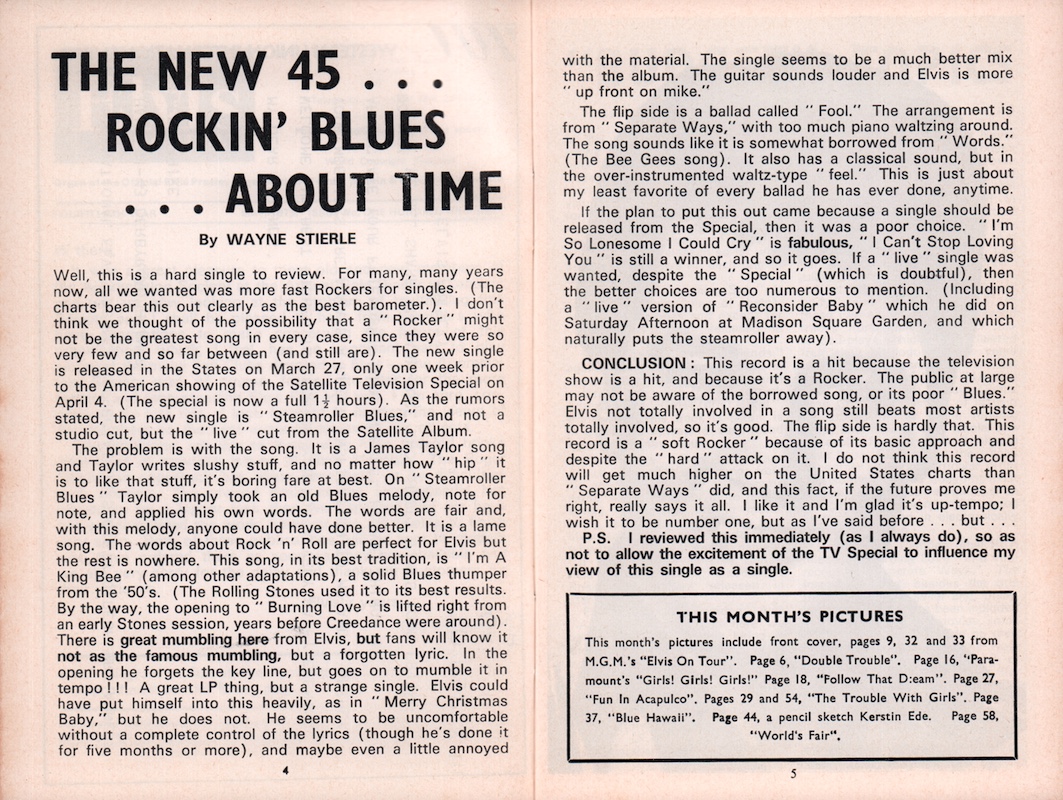 THE NEW 45 . . .
ROCKIN' BLUES
. . . ABOUT TIME
By WAYNE STIERLE
Well, this is a hard single to review. For many, many years
now, all we wanted was more fast Rockers for singles. (The
charts bear this out clearly as the best barometer.). I don't
think we thought of the possibility that a "Rocker" might
not be the greatest song in every case, since they were so
very few and so far between (and still are). The new single
is released in the States on March 27, only one week prior
to the American showing of the Satellite Television Special on
April 4. (The special is now a full 1½ hours). As the rumors
stated, the new single is "Steamroller Blues," and not a
studio cut, but the "live" cut from the Satellite Album.
The problem is with the song. It is a James Taylor song
and Taylor writes slushy stuff, and no matter how "hip" it
is to like that stuff, it's boring fare at best. On "Steamroller
Blues" Taylor simply took an old Blues melody, note for
note, and applied his own words. The words are fair and,
with this melody, anyone could have done better. It is a lame
song. The words about Rock 'n' Roll are perfect for Elvis but
the rest is nowhere. This song, in its best tradition, is "I'm A
King Bee" (among other adaptations), a solid Blues thumper
from the '50's. (The Rolling Stones used it to its best results.
By the way, the opening to "Burning Love" is lifted right from
an early Stones session, years before Creedance were around).
There is great mumbling here from Elvis, but fans will know it
not as the famous mumbling, but a forgotten lyric. In the
opening he forgets the key line, but goes on to mumble it in
tempo!!! A great LP thing, but a strange single. Elvis could
have put himself into this heavily, as in "Merry Christmas
Baby," but he does not. He seems to be uncomfortable
without a complete control of the lyrics (though he's done it
for five months or more), and maybe even a little annoyed
4
with the material. The single seems to be a much better mix
than the album. The guitar sounds louder and Elvis is more
"up front on mike."
The flip side is a ballad called "Fool." The arrangement is
from "Separate Ways," with too much piano waltzing around.
The song sounds like it is somewhat borrowed from "Words."
(The Bee Gees song). It also has a classical sound, but in
the over-instrumented waltz-type "feel." This is just about
my least favorite of every ballad he has ever done, anytime.
If the plan to put this out came because a single should be
released from the Special, then it was a poor choice. "I'm
So Lonesome I Could Cry" is fabulous, "I Can't Stop Loving
You" is still a winner, and so it goes. If a "live" single was
wanted, despite the "Special" (which is doubtful), then
the better choices are too numerous to mention. (Including
a "live" version of "Reconsider Baby" which he did on
Saturday Afternoon at Madison Square Garden, and which
naturally puts the steamroller away).
CONCLUSION: This record is a hit because the television
show is a hit, and because it's a Rocker. The public at large
may not be aware of the borrowed song, or its poor "Blues."
Elvis not totally involved in a song still beats most artists
totally involved, so it's good. The flip side is hardly that. This
record is a "soft Rocker" because of its basic approach and
despite the "hard" attack on it. I do not think this record
will get much higher on the United States charts than
"Separate Ways" did, and this fact, if the future proves me
right, really says it all. I like it and I'm glad it's up-tempo; I
wish it to be number one, but as I've said before . . . but . . .
P.S. I reviewed this immediately (as I always do), so as
not to allow the excitement of the TV Special to influence my
view of this single as a single.
THIS MONTH'S PICTURES
This month's pictures include front cover, pages 9, 32 and 33 from
M.G.M.'s "Elvis On Tour". Page 6, "Double Trouble". Page 16, "Para-
mount's "Girls! Girls! Girls!" Page 18, "Follow That D:eam". Page 27,
"Fun In Acapulco". Pages 29 and 54, "The Trouble With Girls". Page
37, "Blue Hawaii". Page 44, a pencil sketch Kerstin Ede. Page 58,
"World's Fair".
5